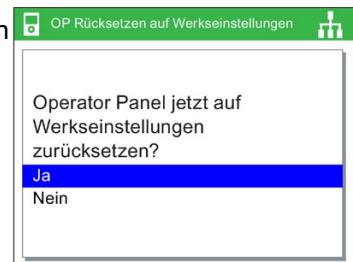 n
OP Rücksetzen auf Werkseinstellungen
Operator Panel jetzt auf
Werkseinstellungen
zurücksetzen?
Ja
Nein